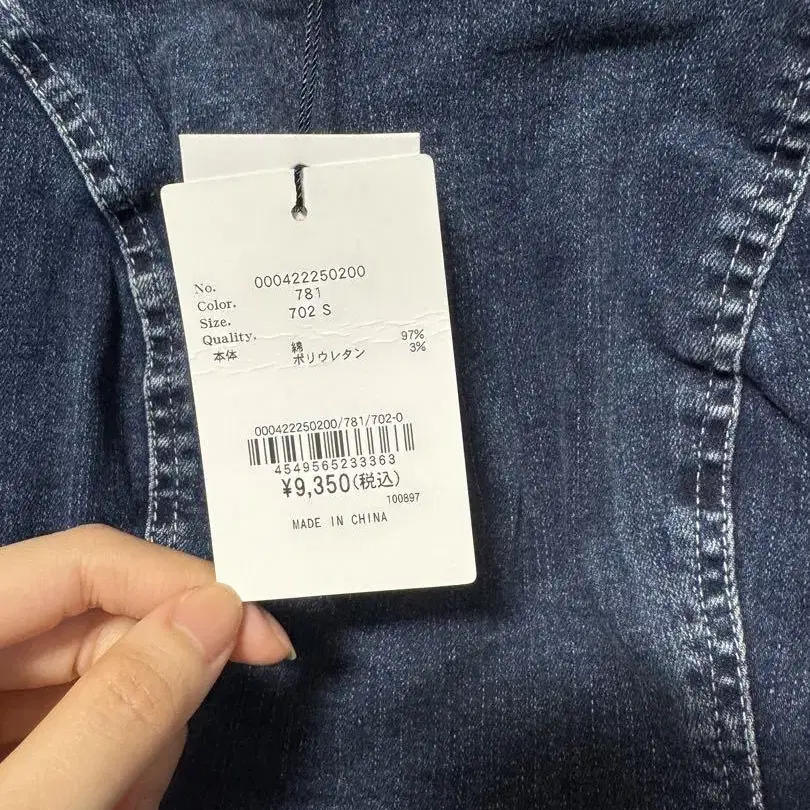 No. 000422250200
Color. 781
Size. 702 S
Quality.
本体 綿 97%
ポリウレタン 3%
000422250200/781/702-0
4549565233363
¥9,350(税込)
100897
MADE IN CHINA